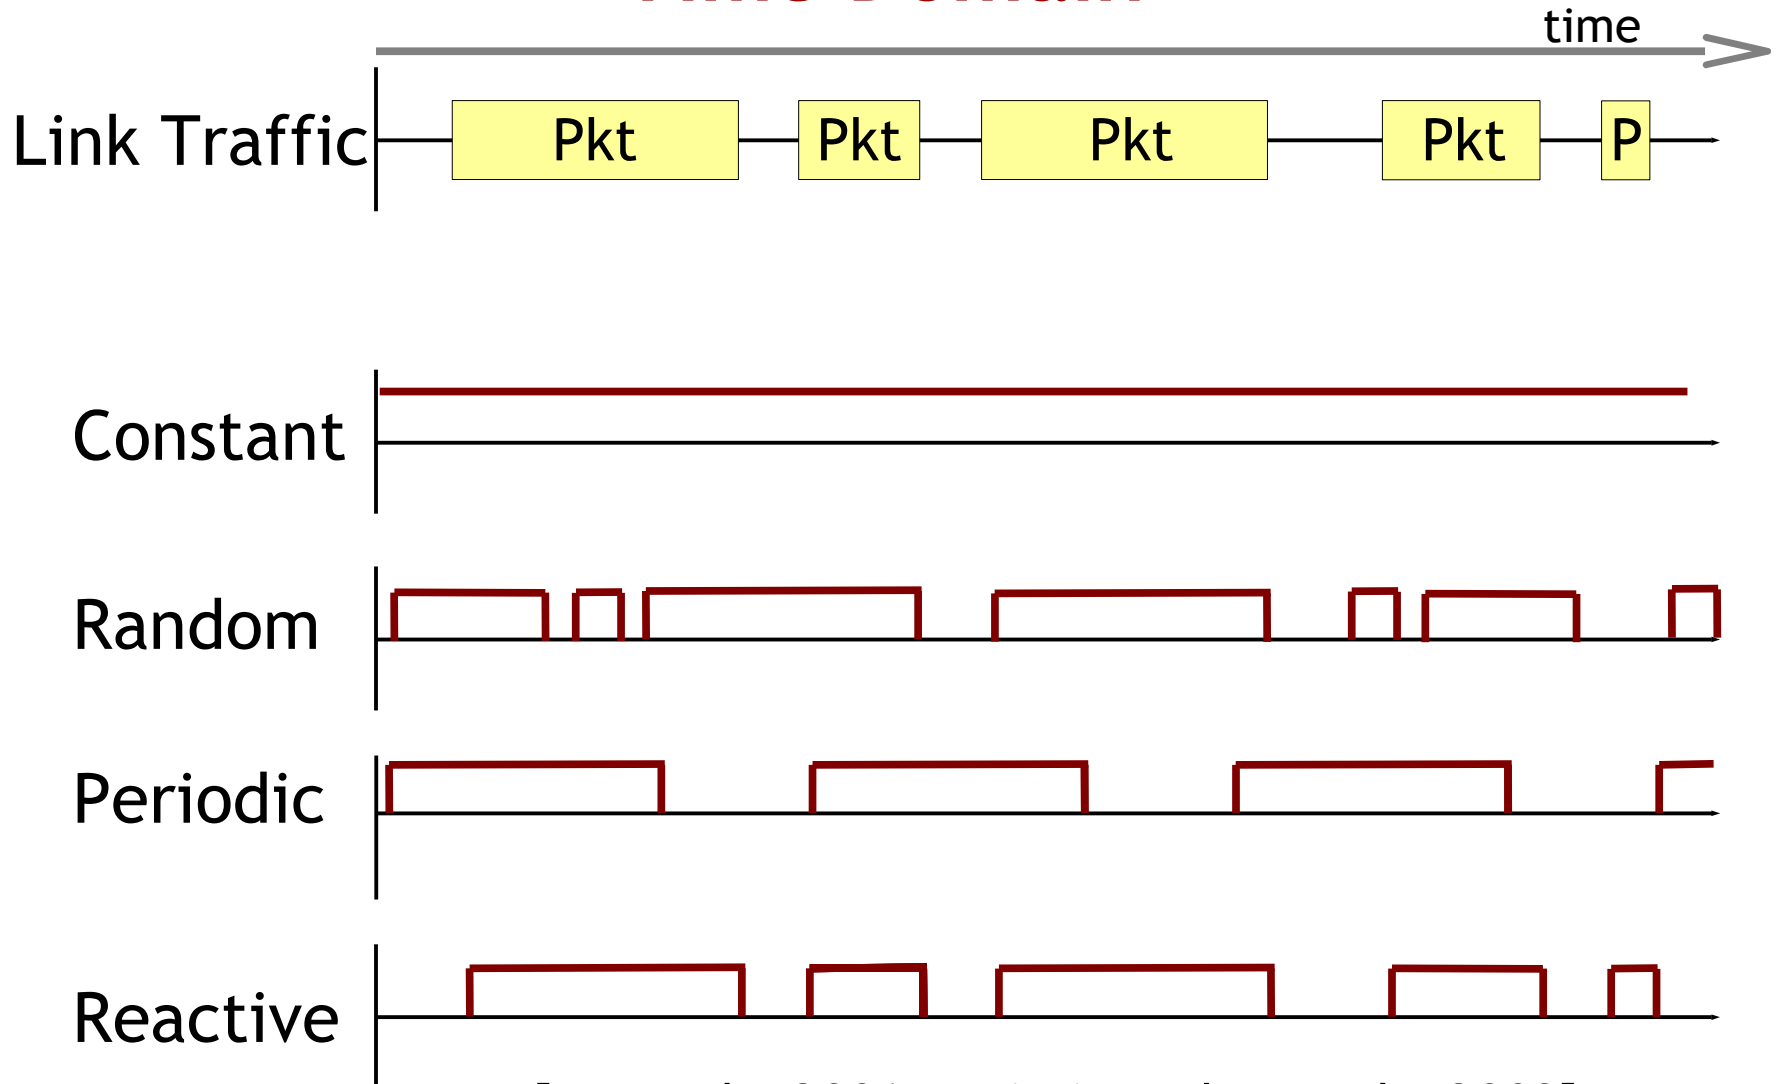 time
Link Traffic Pkt Pkt Pkt Pkt P
Constant
Random
Periodic
Reactive